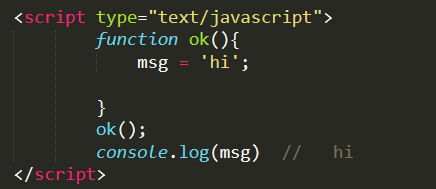 <script type="text/javascript">
function ok(){
msg = 'hi';
}
ok();
console.log(msg) // hi
</script>